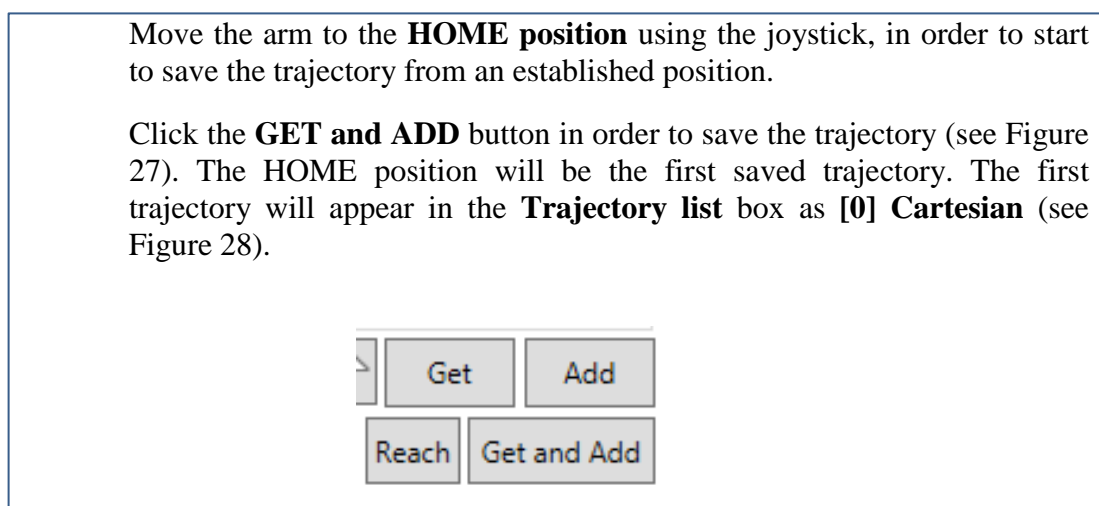 Move the arm to the HOME position using the joystick, in order to start
to save the trajectory from an established position.
Click the GET and ADD button in order to save the trajectory (see Figure
27). The HOME position will be the first saved trajectory. The first
trajectory will appear in the Trajectory list box as [0] Cartesian (see
Figure 28).
Get Add
Reach Get and Add